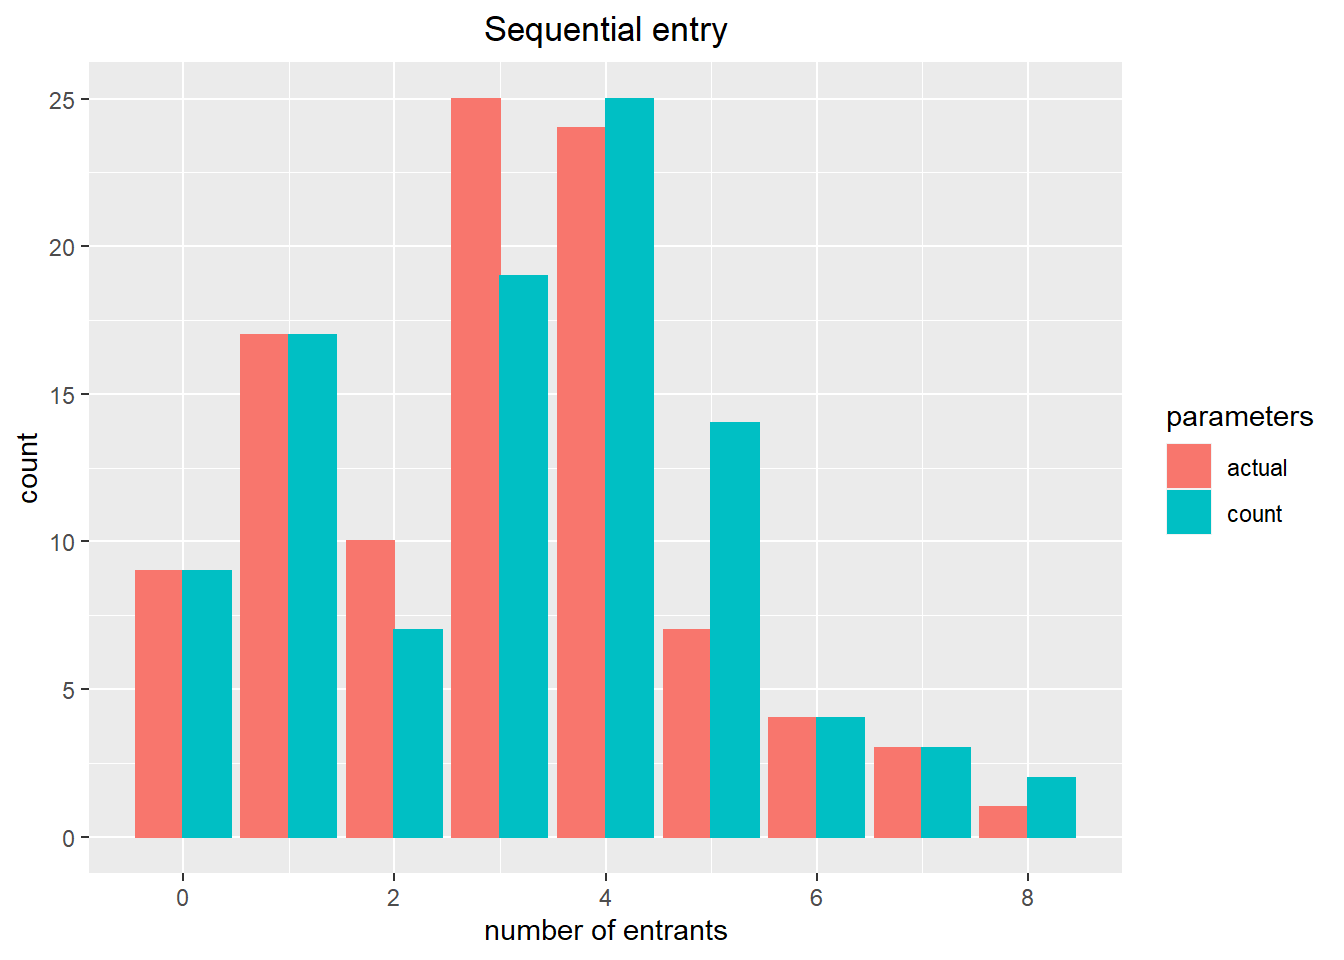 Sequential entry
25
20
15
10
5
0
count
0 2 4 6 8
number of entrants
parameters
actual
count